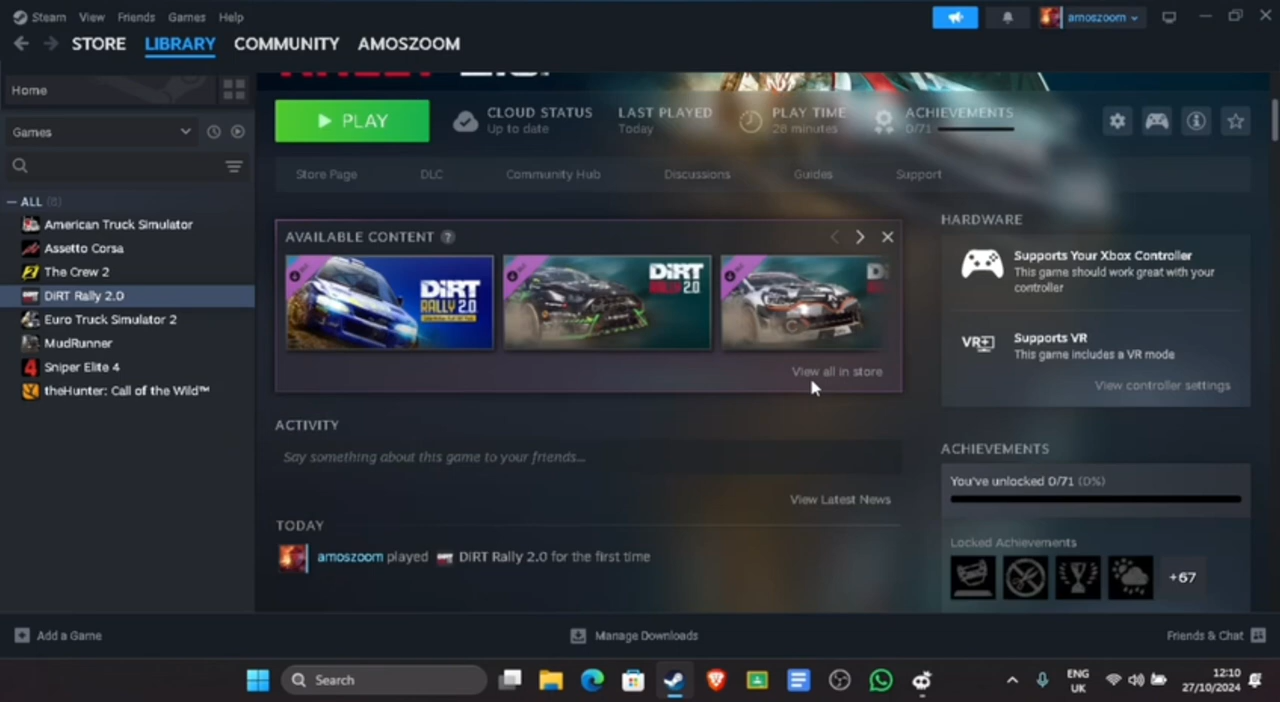 Steam View Friends Games Help
amoszoom
STORE LIBRARY COMMUNITY AMOSZOOM
Home
Games
— ALL (8)
American Truck Simulator
Assetto Corsa
The Crew 2
DiRT Rally 2.0
Euro Truck Simulator 2
MudRunner
Sniper Elite 4
theHunter: Call of the Wild™
PLAY
CLOUD STATUS
Up to date
LAST PLAYED
Today
PLAY TIME
28 minutes
ACHIEVEMENTS
0/71
Store Page DLC Community Hub Discussions Guides Support
AVAILABLE CONTENT ?
DiRT
RALLY 2.0
DiRT
RALLY 2.0
View all in store
ACTIVITY
Say something about this game to your friends...
View Latest News
TODAY
amoszoom played DiRT Rally 2.0 for the first time
HARDWARE
Supports Your Xbox Controller
This game should work great with your
controller
VR
Supports VR
This game includes a VR mode
View controller settings
ACHIEVEMENTS
You've unlocked 0/71 (0%)
Locked Achievements
+67
Add a Game
Manage Downloads
Friends & Chat
Search
ENG
UK
12:10
27/10/2024